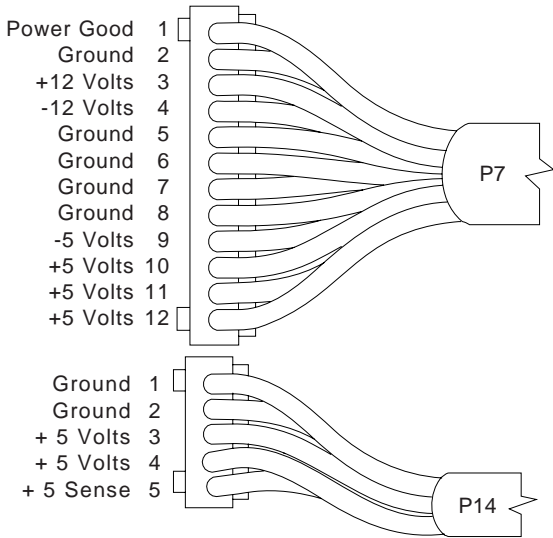 Power Good 1
Ground 2
+12 Volts 3
-12 Volts 4
Ground 5
Ground 6
Ground 7
Ground 8
-5 Volts 9
+5 Volts 10
+5 Volts 11
+5 Volts 12
P7
Ground 1
Ground 2
+ 5 Volts 3
+ 5 Volts 4
+ 5 Sense 5
P14